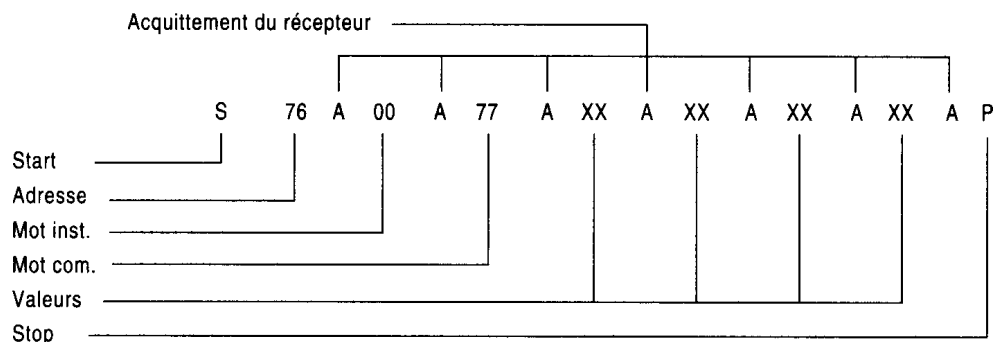 Acquittement du récepteur
S 76 A 00 A 77 A XX A XX A XX A XX A P
Start
Adresse
Mot inst.
Mot com.
Valeurs
Stop